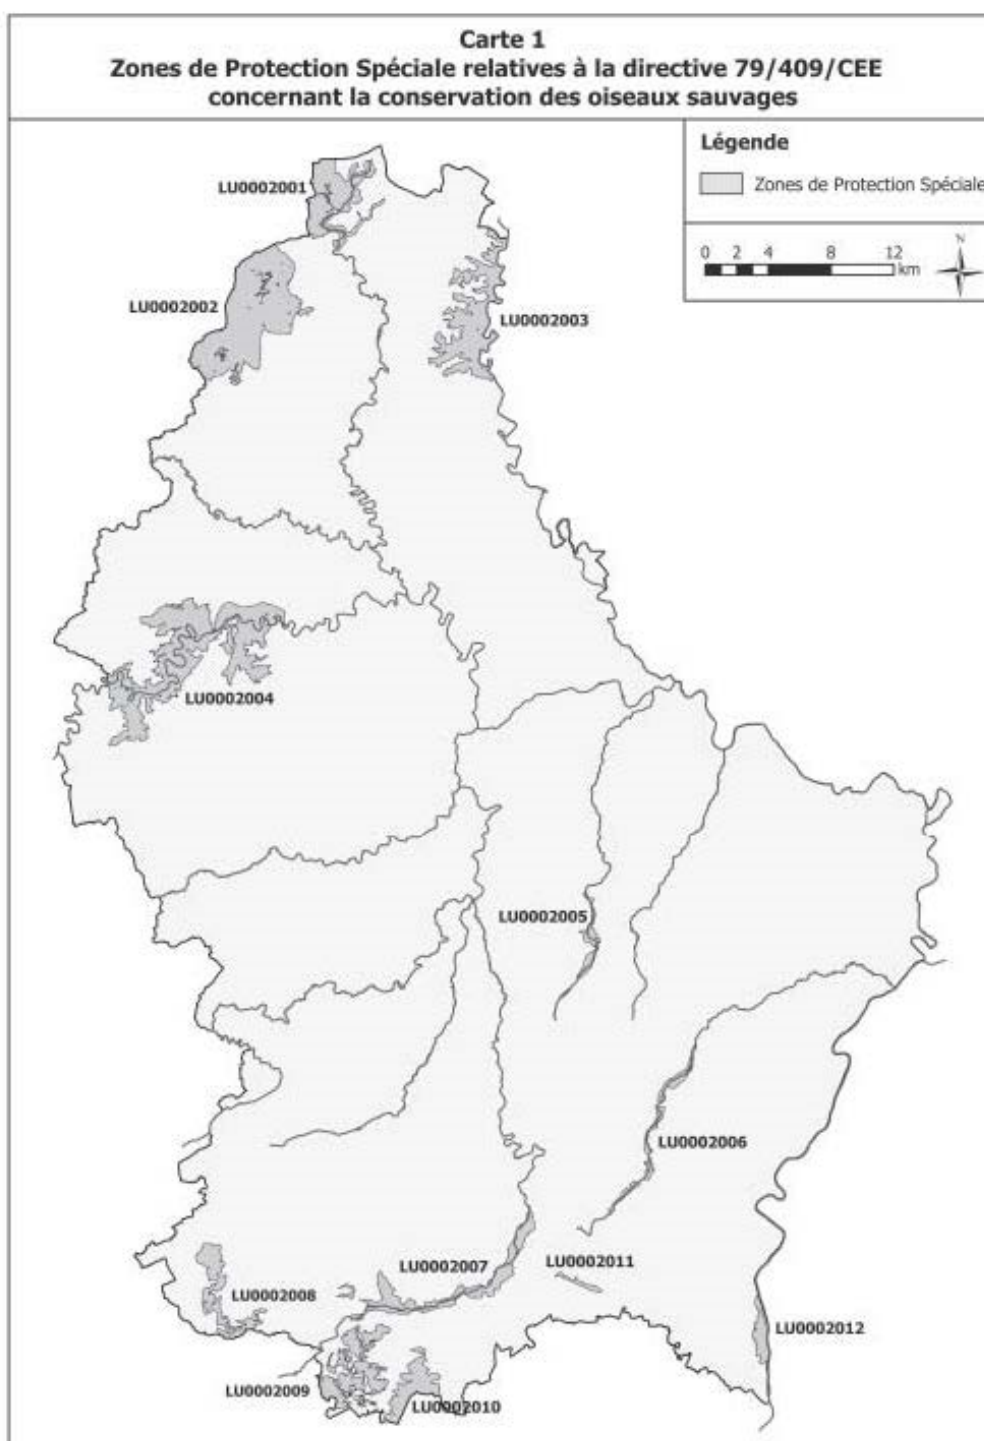 Carte 1
Zones de Protection Spéciale relatives à la directive 79/409/CEE
concernant la conservation des oiseaux sauvages
Légende
Zones de Protection Spéciale
0 2 4 8 12
km
N
LU0002001
LU0002002
LU0002003
LU0002004
LU0002005
LU0002006
LU0002007
LU0002011
LU0002008
LU0002012
LU0002009
LU0002010